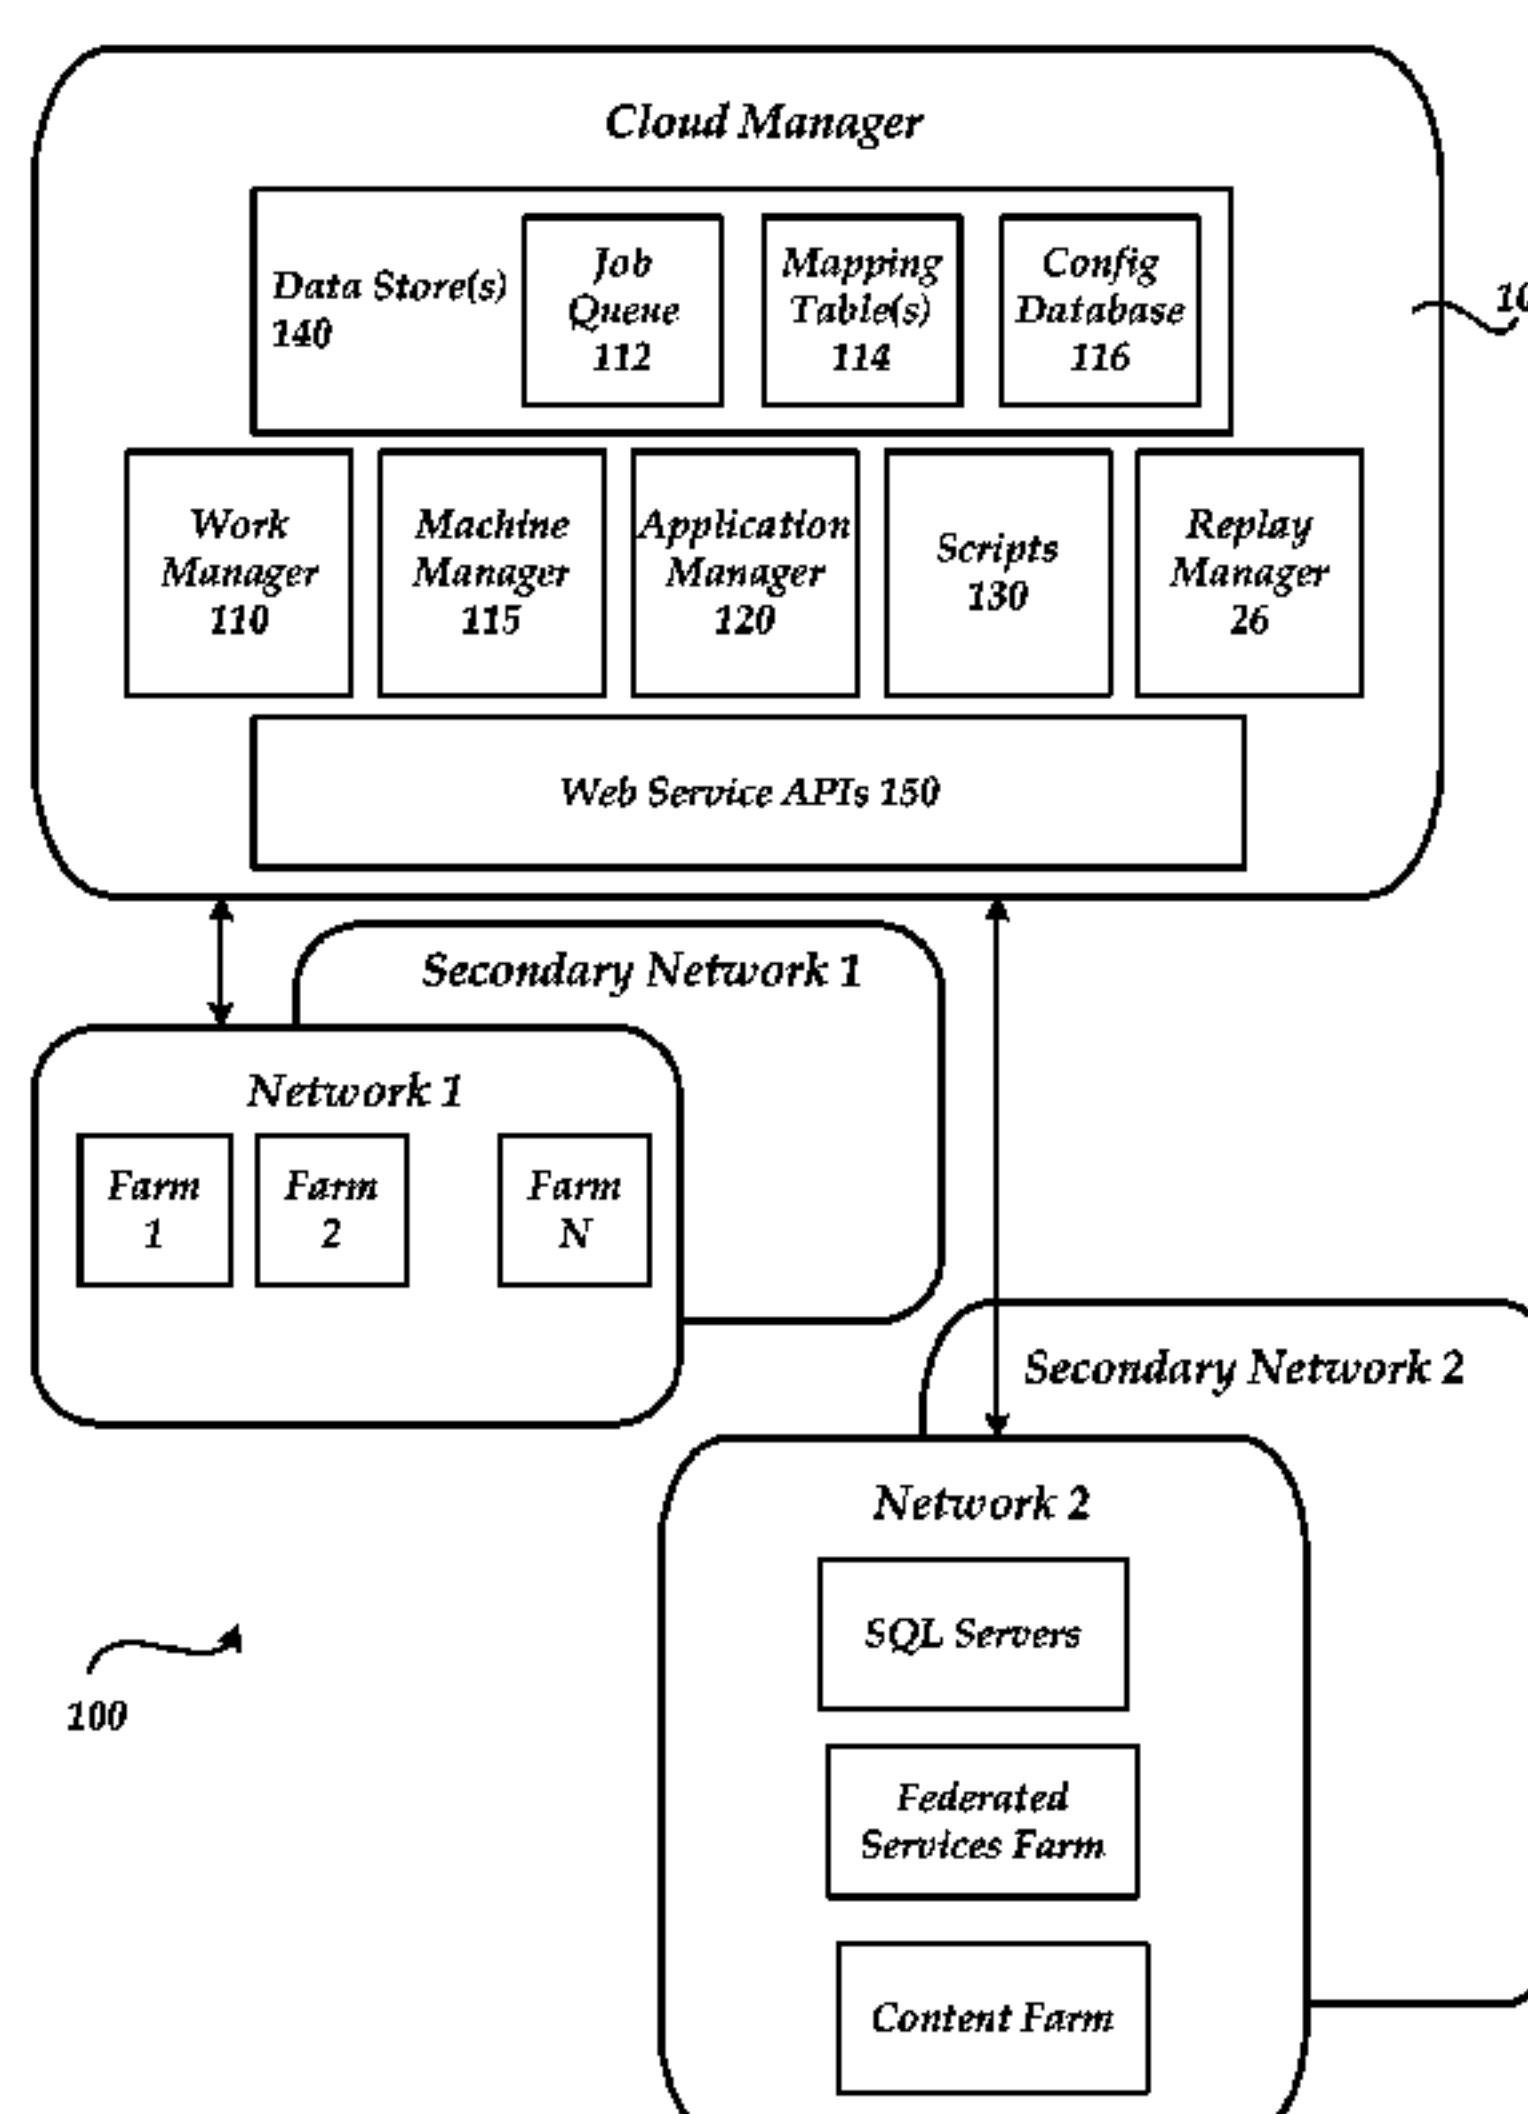 Cloud Manager
Data Store(s)
140
Job
Queue
112
Mapping
Table(s)
114
Config
Database
116
Work
Manager
110
Machine
Manager
115
Application
Manager
120
Scripts
130
Replay
Manager
26
Web Service APIs 150
Secondary Network 1
Network 1
Farm
1
Farm
2
Farm
N
Secondary Network 2
Network 2
SQL Servers
Federated
Services Farm
Content Farm
100